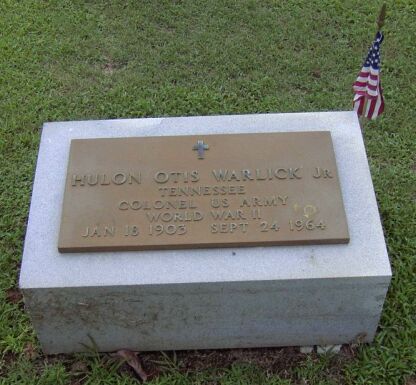 HULON OTIS WARLICK JR
TENNESSEE
COLONEL US ARMY
WORLD WAR II
JAN 18 1903 SEPT 24 1964